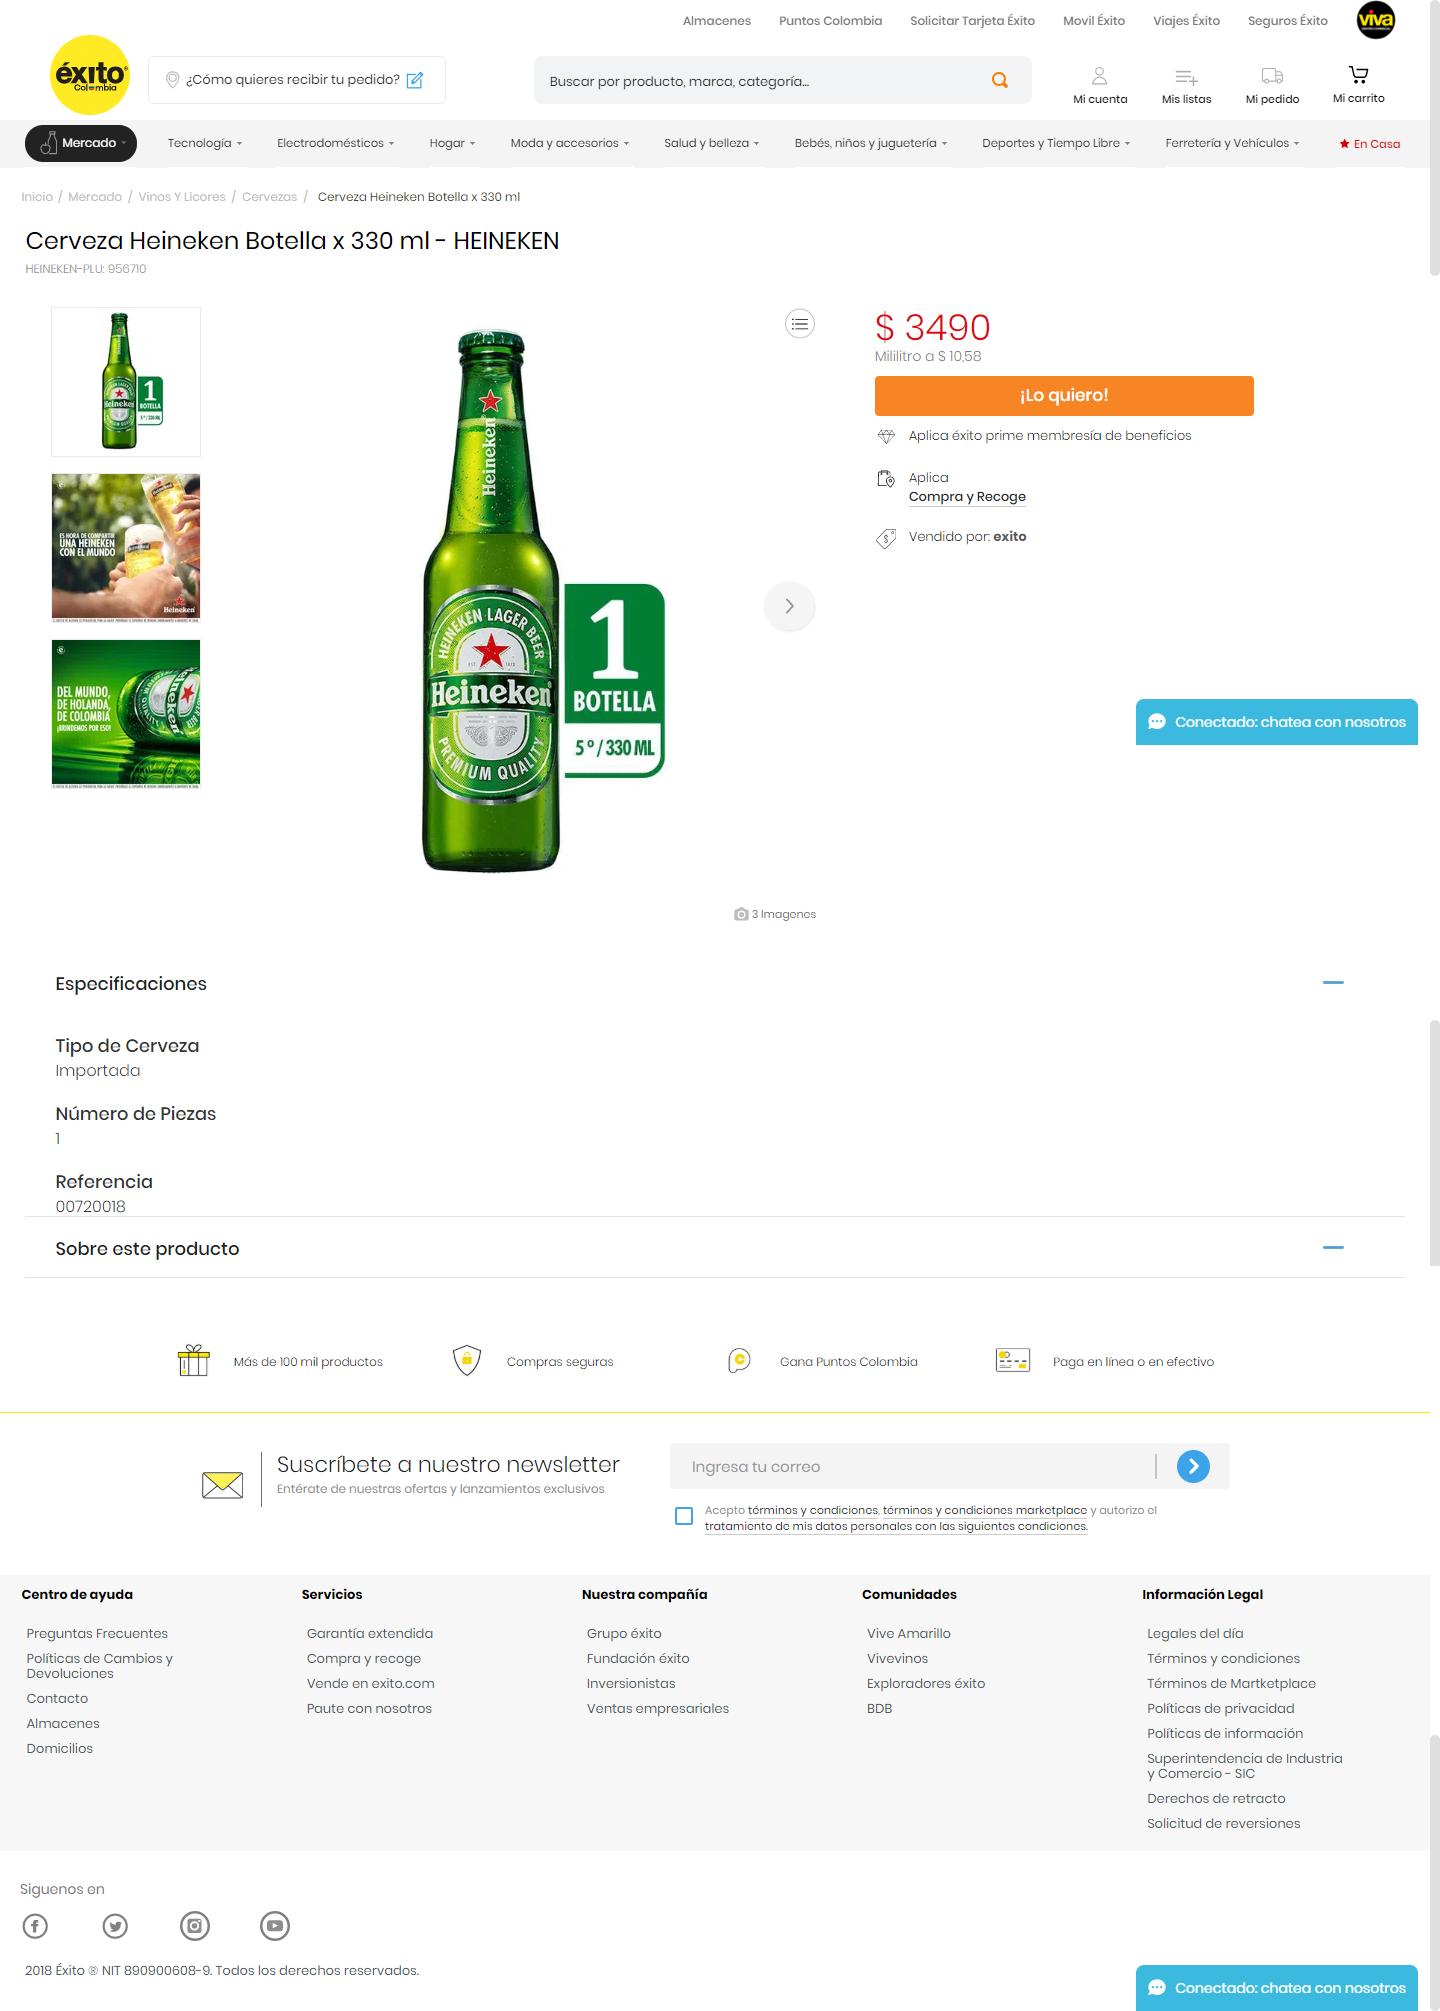 Almacenes
Puntos Colombia
Solicitar Tarjeta Éxito
Movil Éxito
Viajes Éxito
Seguros Éxito
viva
éxito
Colombia
¿Cómo quieres recibir tu pedido?
Buscar por producto, marca, categoría...
Mi cuenta
Mis listas
Mi pedido
Mi carrito
Mercado
Tecnología
Electrodomésticos
Hogar
Moda y accesorios
Salud y belleza
Bebés, niños y juguetería
Deportes y Tiempo Libre
Ferretería y Vehículos
En Casa
Inicio / Mercado / Vinos Y Licores / Cervezas / Cerveza Heineken Botella x 330 ml
Cerveza Heineken Botella x 330 ml - HEINEKEN
HEINEKEN-PLU: 956710
Heineken
1
BOTELLA
5°/330 ML
ES HORA DE COMPARTIR
UNA HEINEKEN
CON EL MUNDO
Heineken
DEL MUNDO,
DE HOLANDA,
DE COLOMBIA
¡BRINDEMOS POR ESO!
Heineken
Heineken
HEINEKEN LAGER BEER
EST 1873
Heineken
PREMIUM QUALITY
1
BOTELLA
5º/330 ML
3 Imagenes
$ 3490
Mililitro a $ 10,58
¡Lo quiero!
Aplica éxito prime membresía de beneficios
Aplica
Compra y Recoge
Vendido por: exito
Conectado: chatea con nosotros
Especificaciones
Tipo de Cerveza
Importada
Número de Piezas
1
Referencia
00720018
Sobre este producto
Más de 100 mil productos
Compras seguras
Gana Puntos Colombia
Paga en línea o en efectivo
Suscríbete a nuestro newsletter
Entérate de nuestras ofertas y lanzamientos exclusivos
Ingresa tu correo
Acepto términos y condiciones, términos y condiciones marketplace y autorizo el
tratamiento de mis datos personales con las siguientes condiciones.
Centro de ayuda
Preguntas Frecuentes
Políticas de Cambios y
Devoluciones
Contacto
Almacenes
Domicilios
Servicios
Garantía extendida
Compra y recoge
Vende en exito.com
Paute con nosotros
Nuestra compañía
Grupo éxito
Fundación éxito
Inversionistas
Ventas empresariales
Comunidades
Vive Amarillo
Vivevinos
Exploradores éxito
BDB
Información Legal
Legales del día
Términos y condiciones
Términos de Martketplace
Políticas de privacidad
Políticas de información
Superintendencia de Industria
y Comercio - SIC
Derechos de retracto
Solicitud de reversiones
Siguenos en
2018 Éxito ® NIT 890900608-9. Todos los derechos reservados.
Conectado: chatea con nosotros